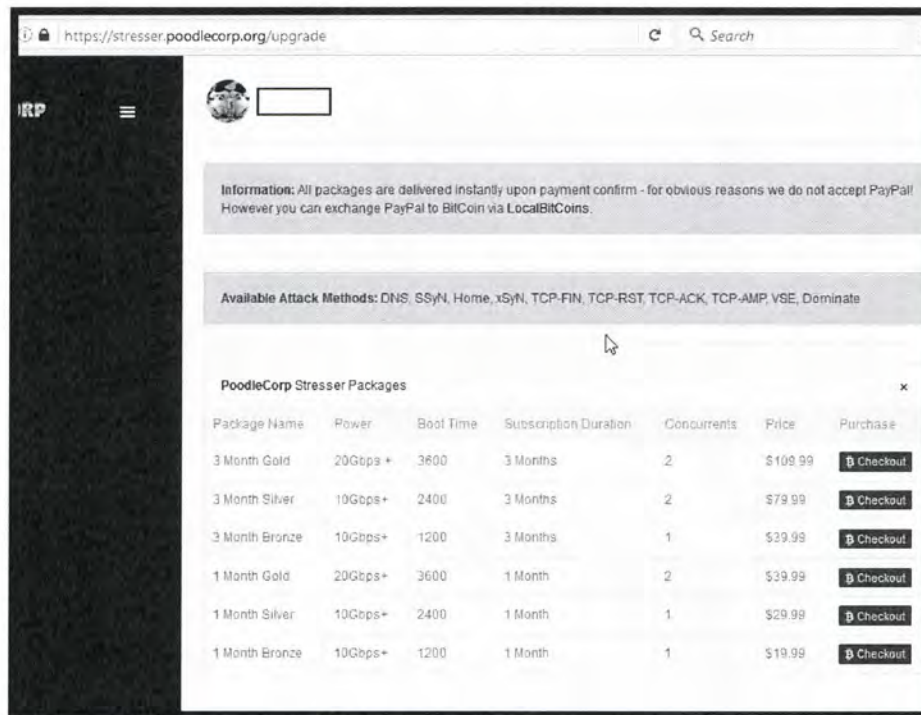 https://stresser.poodlecorp.org/upgrade
Search
RP
Information: All packages are delivered instantly upon payment confirm - for obvious reasons we do not accept PayPal!
However you can exchange PayPal to BitCoin via LocalBitCoins.
Available Attack Methods: DNS, SSyN, Home, xSyN, TCP-FIN, TCP-RST, TCP-ACK, TCP-AMP, VSE, Dominate
PoodleCorp Stresser Packages ×
Package Name Power Boot Time Subscription Duration Concurrents Price Purchase
3 Month Gold 20Gbps + 3600 3 Months 2 $109.99 Checkout
3 Month Silver 10Gbps+ 2400 3 Months 2 $79.99 Checkout
3 Month Bronze 10Gbps+ 1200 3 Months 1 $39.99 Checkout
1 Month Gold 20Gbps+ 3600 1 Month 2 $39.99 Checkout
1 Month Silver 10Gbps+ 2400 1 Month 1 $29.99 Checkout
1 Month Bronze 10Gbps+ 1200 1 Month 1 $19.99 Checkout